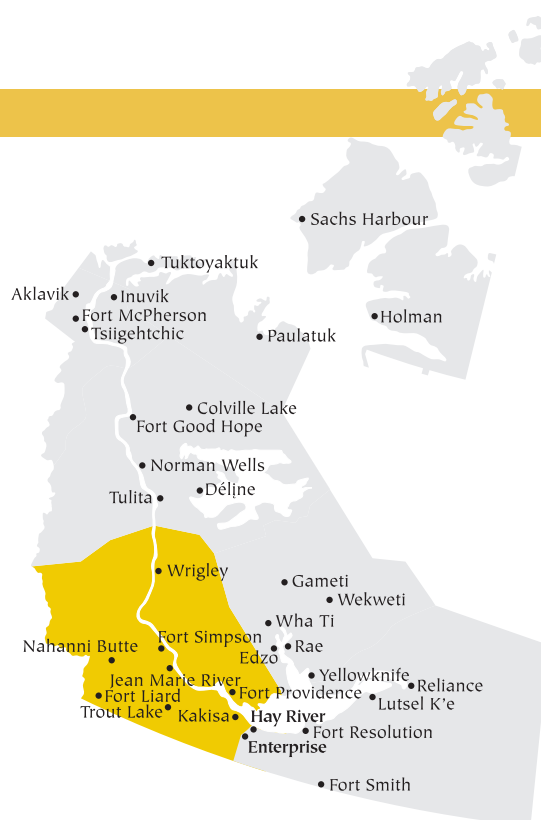 Sachs Harbour
Tuktoyaktuk
Aklavik
Inuvik
Fort McPherson
Holman
Tsiigehtchic
Paulatuk
Colville Lake
Fort Good Hope
Norman Wells
Délı̨ne
Tulita
Wrigley
Gameti
Wekweti
Wha Ti
Fort Simpson
Nahanni Butte
Rae
Edzo
Yellowknife
Jean Marie River
Reliance
Fort Providence
Fort Liard
Lutsel K'e
Trout Lake
Kakisa
Hay River
Fort Resolution
Enterprise
Fort Smith